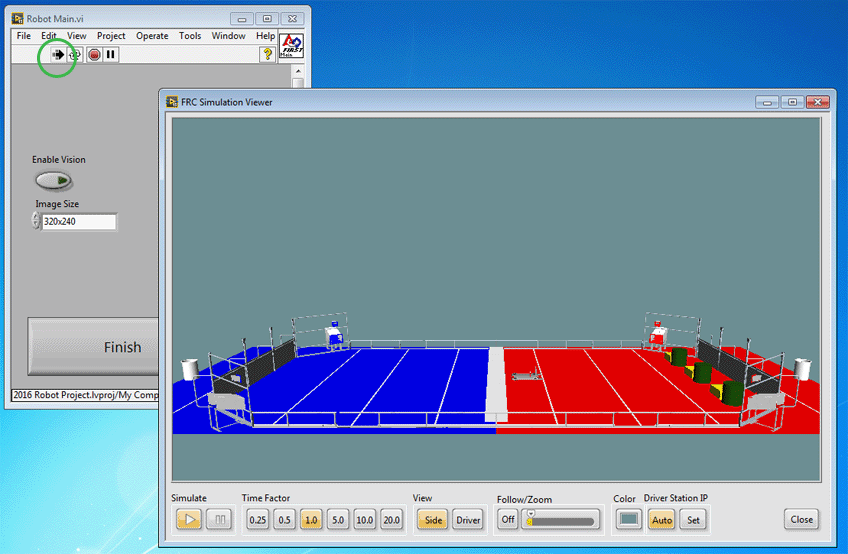 Robot Main.vi
File Edit View Project Operate Tools Window Help
?
FIRST
Main
Enable Vision
Image Size
320x240
Finish
2016 Robot Project.lvproj/My Comp
FRC Simulation Viewer
Simulate Time Factor View Follow/Zoom Color Driver Station IP
0.25 0.5 1.0 5.0 10.0 20.0 Side Driver Off Auto Set Close